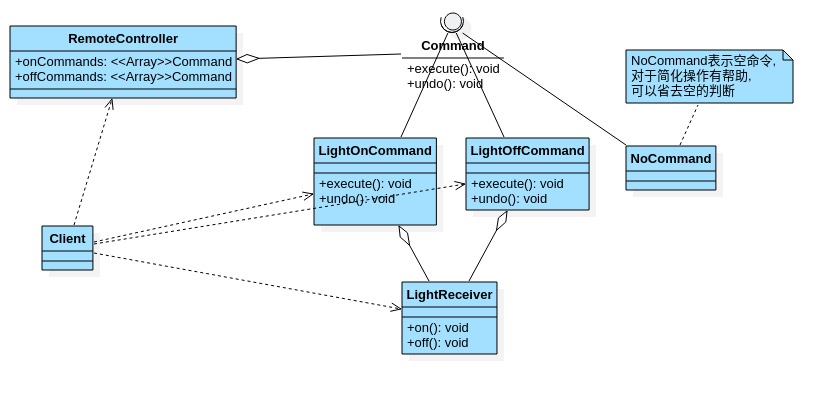 RemoteController
+onCommands: <<Array>>Command
+offCommands: <<Array>>Command
Command
+execute(): void
+undo(): void
NoCommand表示空命令,
对于简化操作有帮助,
可以省去空的判断
LightOnCommand
+execute(): void
+undo(): void
LightOffCommand
+execute(): void
+undo(): void
NoCommand
Client
LightReceiver
+on(): void
+off(): void